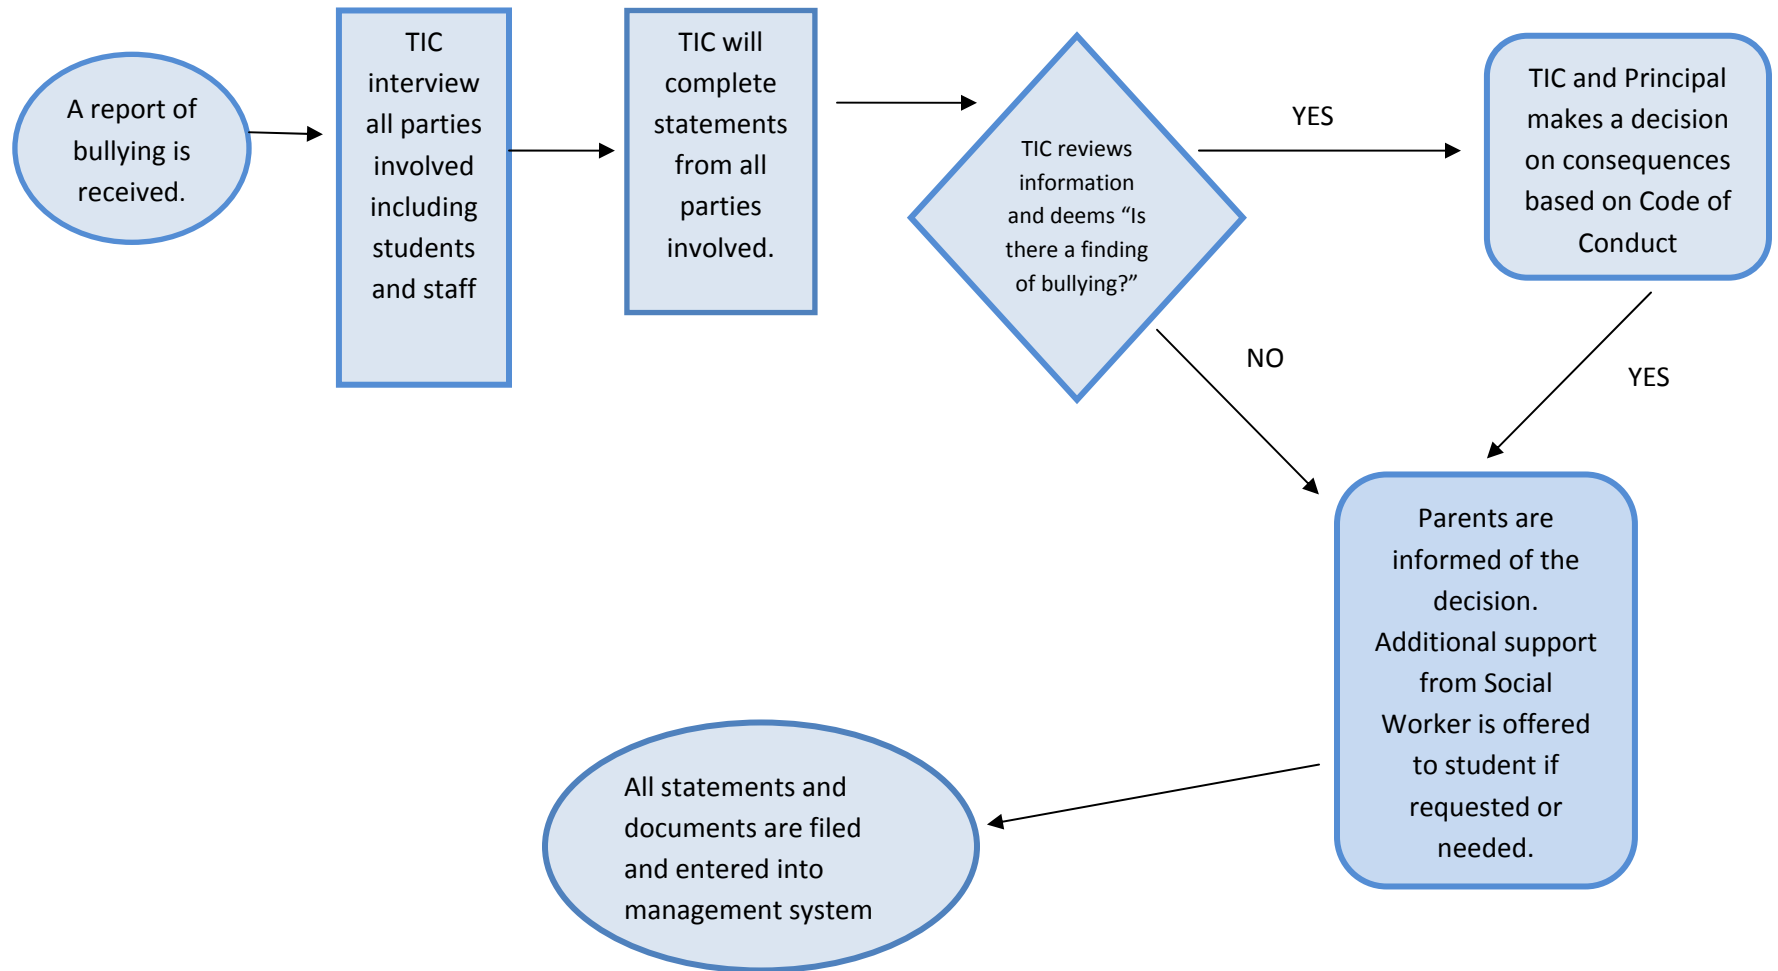 A report of
bullying is
received.
TIC
interview
all parties
involved
including
students
and staff
TIC will
complete
statements
from all
parties
involved.
TIC reviews
information
and deems “Is
there a finding
of bullying?”
YES
TIC and Principal
makes a decision
on consequences
based on Code of
Conduct
NO
YES
Parents are
informed of the
decision.
Additional support
from Social
Worker is offered
to student if
requested or
needed.
All statements and
documents are filed
and entered into
management system